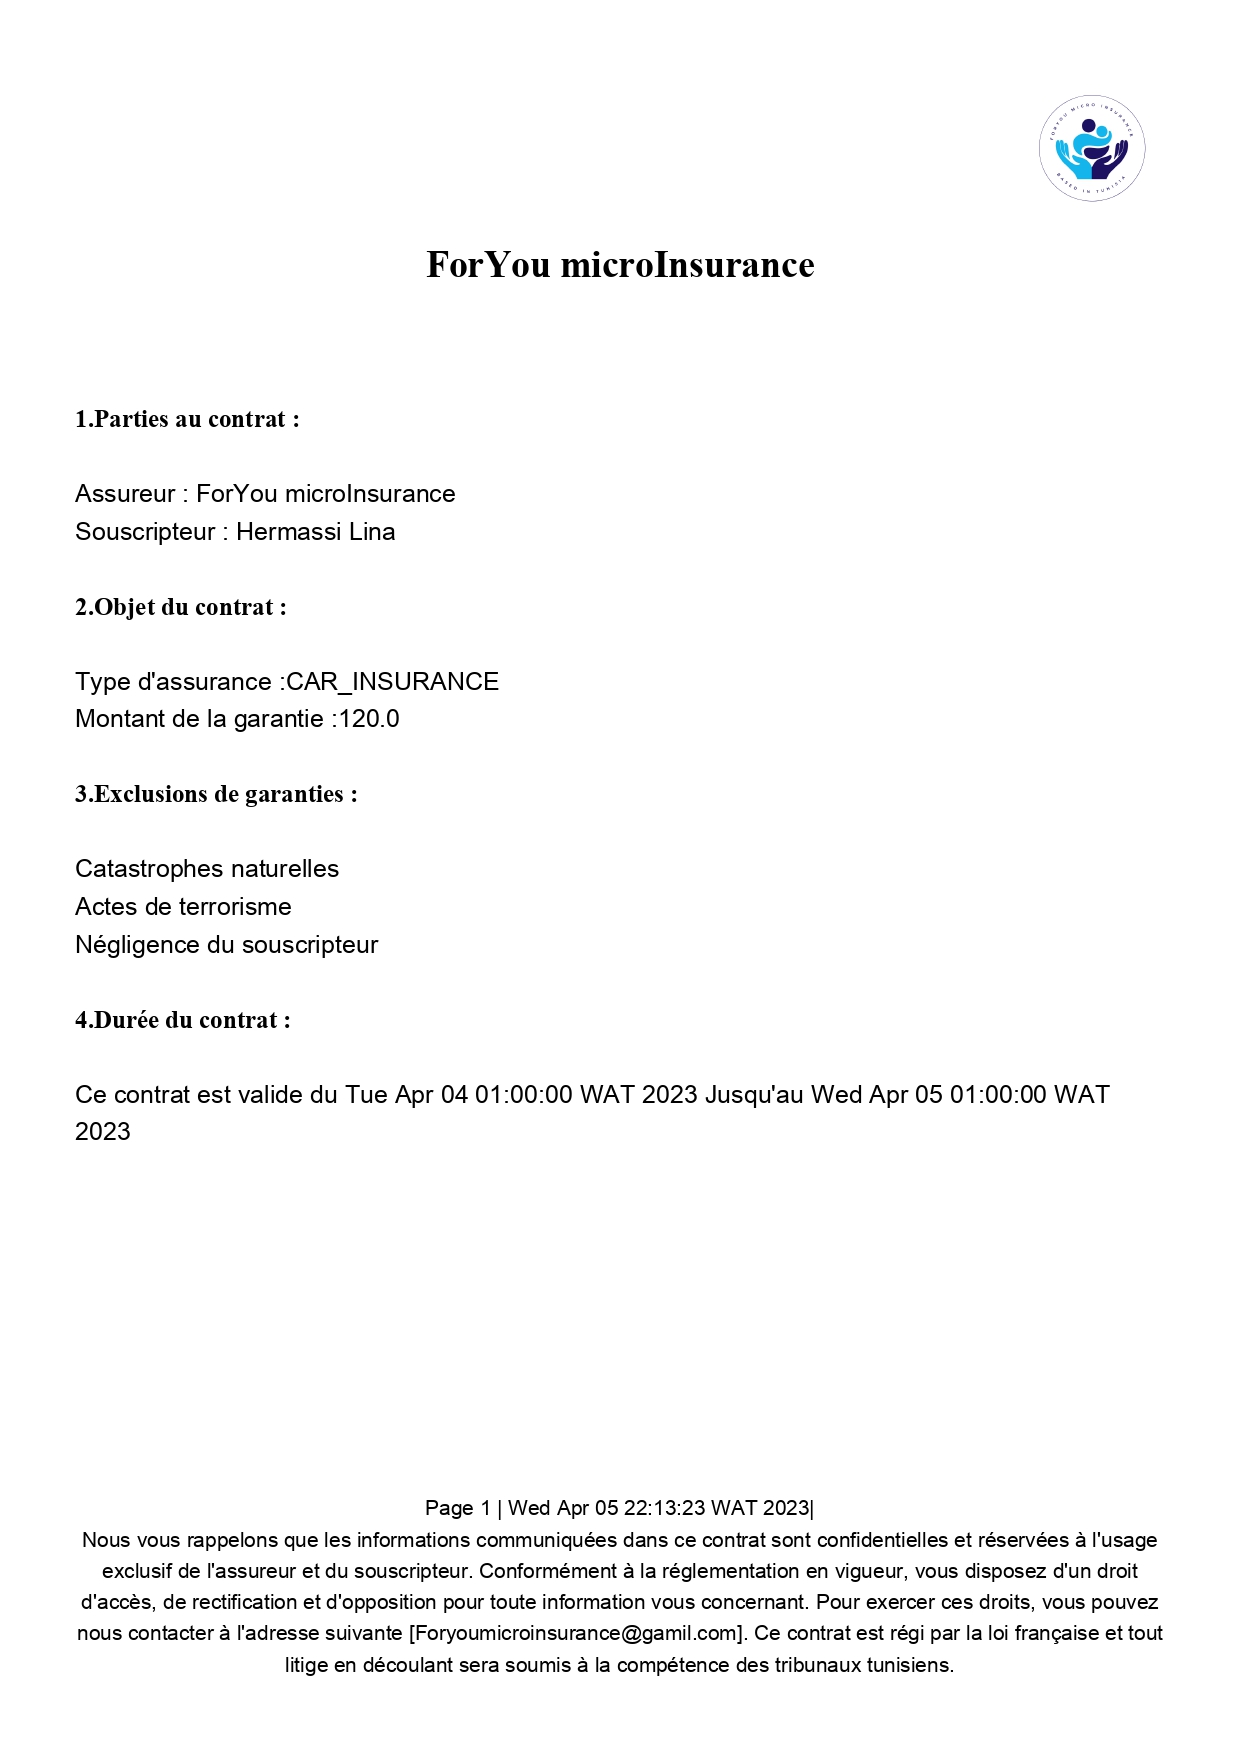 FORYOU MICRO INSURANCE
BASED IN TUNISIA
ForYou microInsurance
1.Parties au contrat :
Assureur : ForYou microInsurance
Souscripteur : Hermassi Lina
2.Objet du contrat :
Type d'assurance :CAR_INSURANCE
Montant de la garantie :120.0
3.Exclusions de garanties :
Catastrophes naturelles
Actes de terrorisme
Négligence du souscripteur
4.Durée du contrat :
Ce contrat est valide du Tue Apr 04 01:00:00 WAT 2023 Jusqu'au Wed Apr 05 01:00:00 WAT
2023
Page 1 | Wed Apr 05 22:13:23 WAT 2023|
Nous vous rappelons que les informations communiquées dans ce contrat sont confidentielles et réservées à l'usage
exclusif de l'assureur et du souscripteur. Conformément à la réglementation en vigueur, vous disposez d'un droit
d'accès, de rectification et d'opposition pour toute information vous concernant. Pour exercer ces droits, vous pouvez
nous contacter à l'adresse suivante [Foryoumicroinsurance@gamil.com]. Ce contrat est régi par la loi française et tout
litige en découlant sera soumis à la compétence des tribunaux tunisiens.